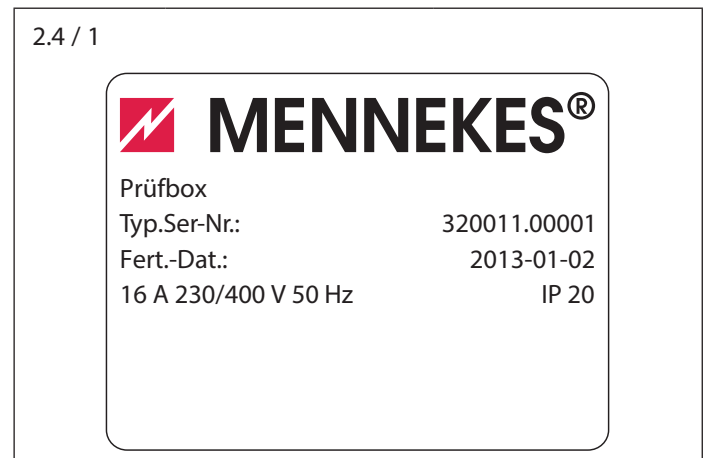 2.4 / 1
MENNEKES®
Prüfbox
Typ.Ser-Nr.: 320011.00001
Fert.-Dat.: 2013-01-02
16 A 230/400 V 50 Hz IP 20